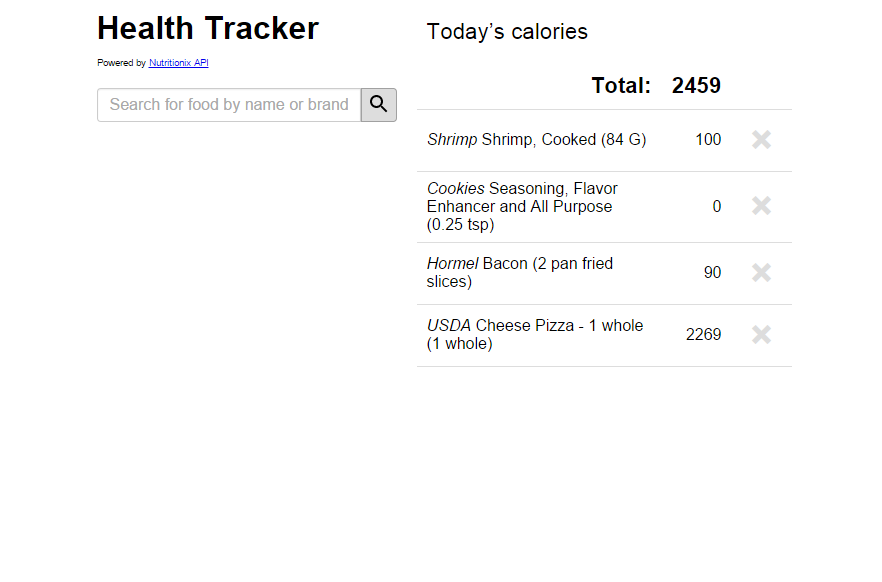 Health Tracker
Powered by Nutritionix API
Search for food by name or brand
Today’s calories
Total: 2459
Shrimp Shrimp, Cooked (84 G) 100
Cookies Seasoning, Flavor
Enhancer and All Purpose
(0.25 tsp)
0
Hormel Bacon (2 pan fried
slices)
90
USDA Cheese Pizza - 1 whole
(1 whole)
2269